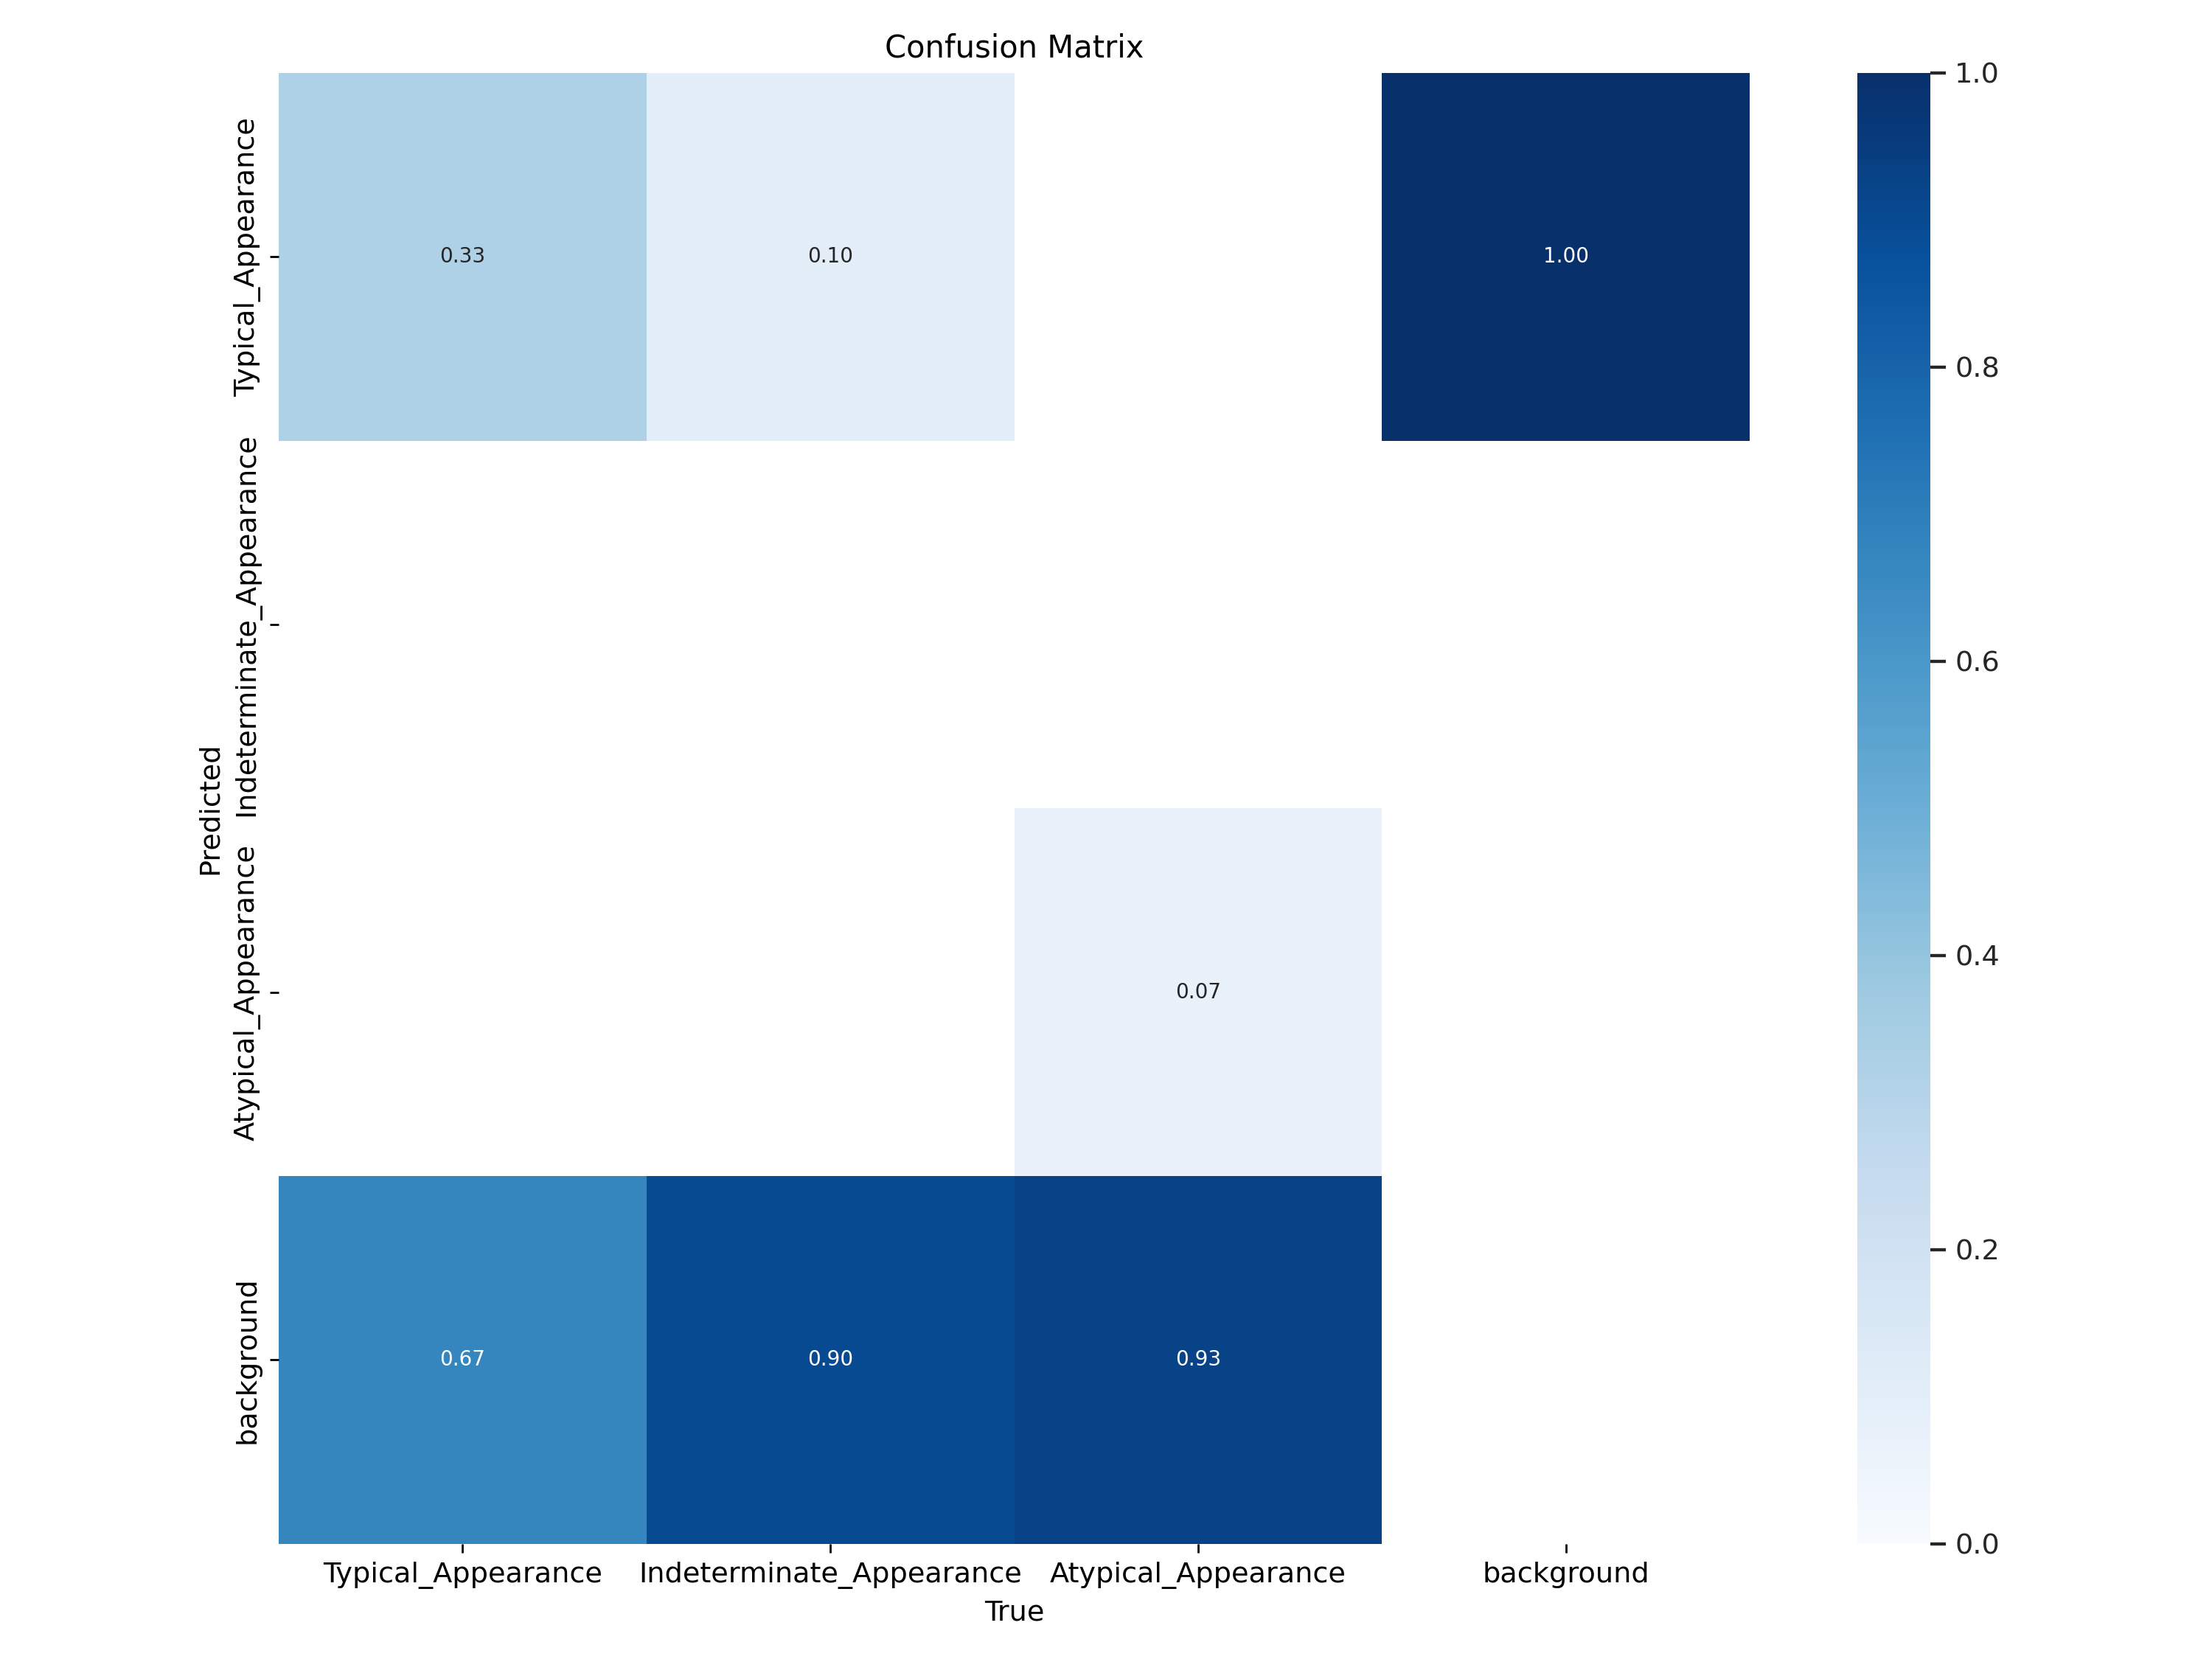 Confusion Matrix
Typical_Appearance
Indeterminate_Appearance
Atypical_Appearance
background
Predicted
0.33
0.10
1.00
0.07
0.67
0.90
0.93
Typical_Appearance
Indeterminate_Appearance
Atypical_Appearance
background
True
1.0
0.8
0.6
0.4
0.2
0.0